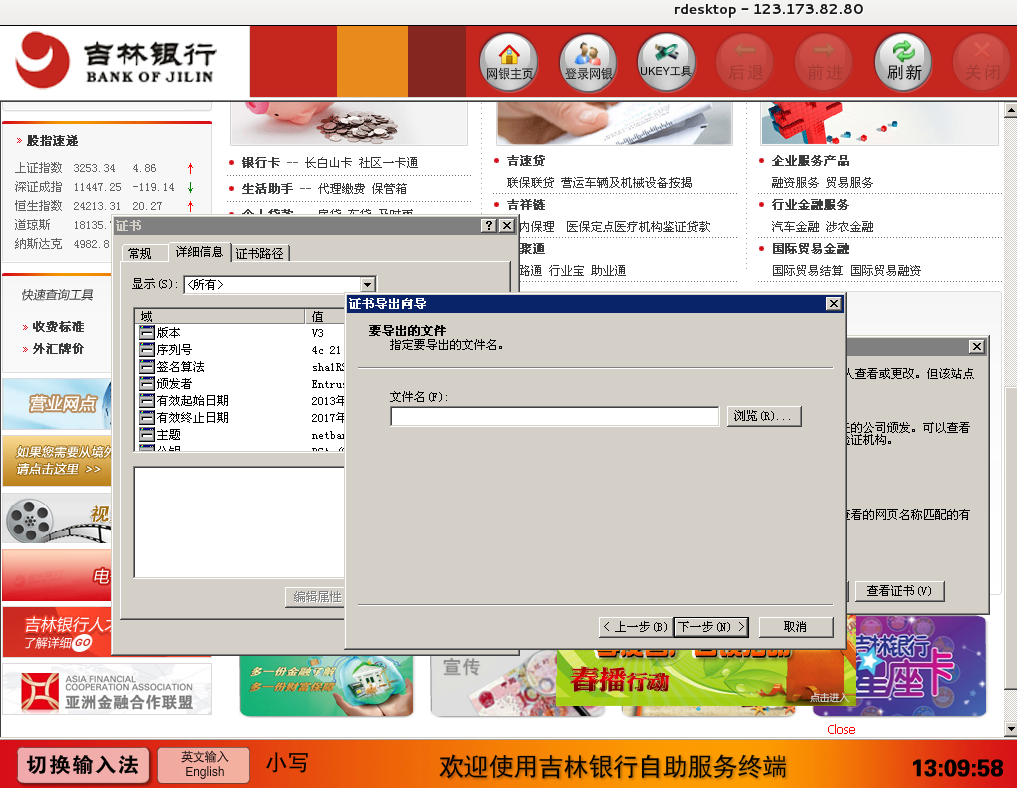 rdesktop - 123.173.82.80
吉林银行
BANK OF JILIN
网银主页
登录网银
UKEY工具
后退
前进
刷新
关闭
» 股指速递
上证指数 3253.34 4.86 ↑
深证成指 11447.25 -119.14 ↓
恒生指数 24213.31 20.27 ↑
道琼斯 18135.
纳斯达克 4982.8
快速查询工具
» 收费标准
» 外汇牌价
营业网点
如果您需要从境外
请点击这里 >>
视
电
吉林银行人才
了解详细 GO
ASIA FINANCIAL
COOPERATION ASSOCIATION
亚洲金融合作联盟
银行卡 -- 长白山卡 社区一卡通
生活助手 -- 代理缴费 保管箱
吉速贷
联保联贷 营运车辆及机械设备按揭
吉祥链
内保理 医保定点医疗机构鉴证贷款
聚通
路通 行业宝 助业通
企业服务产品
融资服务 贸易服务
行业金融服务
汽车金融 涉农金融
国际贸易金融
国际贸易结算 国际贸易融资
证书
常规
详细信息
证书路径
显示(S):
<所有>
域 值
版本 V3
序列号 4c 21
签名算法 sha1RS
颁发者 Entrus
有效起始日期 2013年
有效终止日期 2017年
主题 netban
编辑属性
证书导出向导
要导出的文件
指定要导出的文件名。
文件名(F):
浏览(R)...
< 上一步(B)
下一步(N) >
取消
人查看或更改。但该站点
任的公司颁发。可以查看
验证机构。
查看的网页名称匹配的有
查看证书(V)
多一份金融了解
多一份财富保障
宣传
春播行动
点击进入
吉林银行
星座卡
Close
切换输入法
英文输入
English
小写
欢迎使用吉林银行自助服务终端
13:09:58